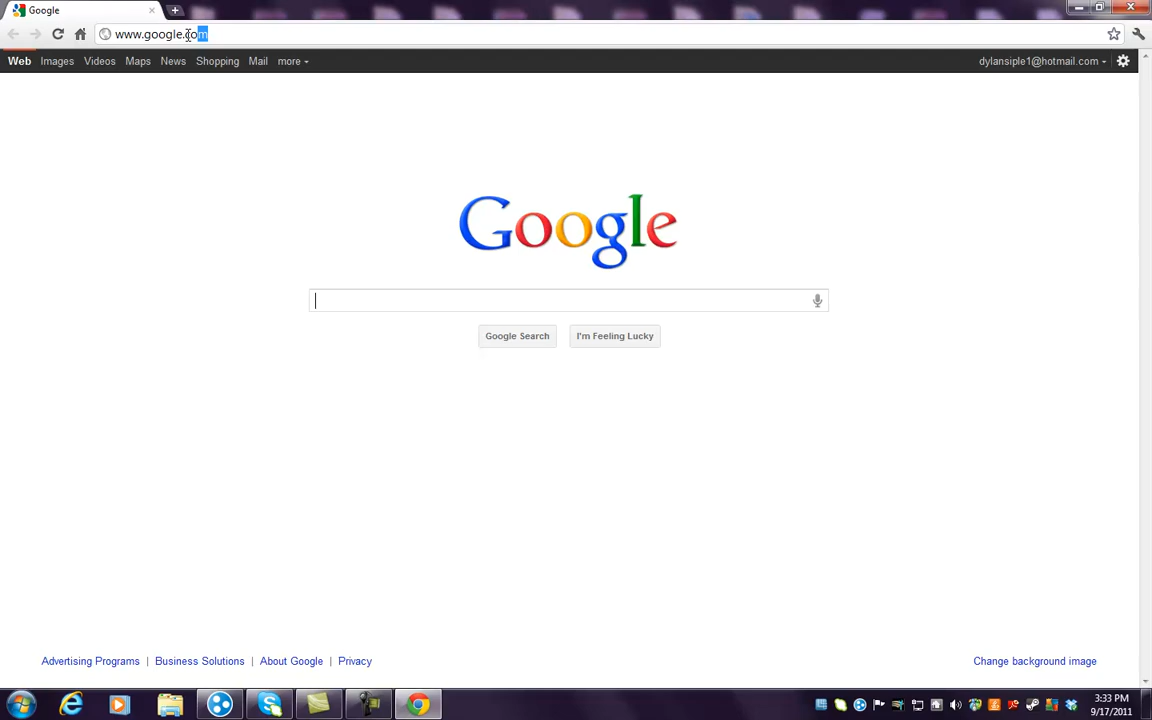 Google
www.google.com
Web Images Videos Maps News Shopping Mail more
dylansiple1@hotmail.com
Google
Google Search I'm Feeling Lucky
Advertising Programs | Business Solutions | About Google | Privacy
Change background image
3:33 PM
9/17/2011